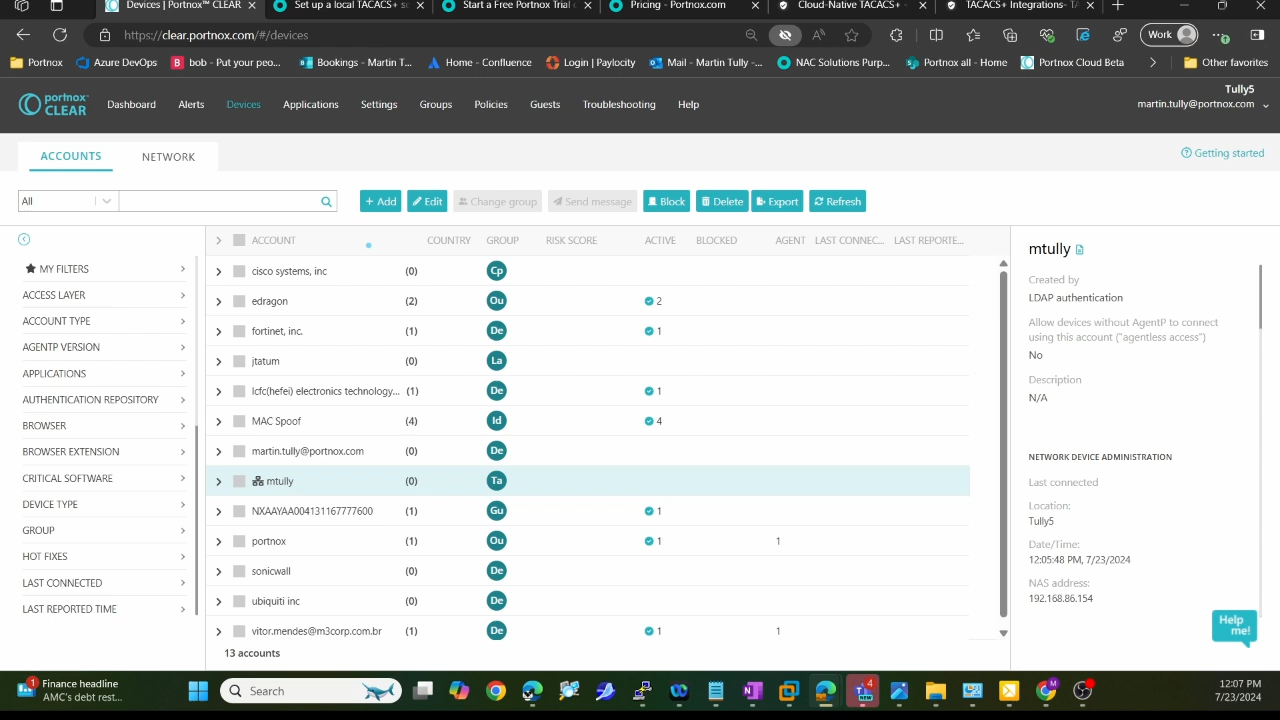 Devices | Portnox™ CLEAR
Set up a local TACACS+ se
Start a Free Portnox Trial
Pricing - Portnox.com
Cloud-Native TACACS+
TACACS+ Integrations- TA
https://clear.portnox.com/#/devices
Work
Portnox
Azure DevOps
bob - Put your peo...
Bookings - Martin T...
Home - Confluence
Login | Paylocity
Mail - Martin Tully -...
NAC Solutions Purp...
Portnox all - Home
Portnox Cloud Beta
Other favorites
portnox™ CLEAR
Dashboard
Alerts
Devices
Applications
Settings
Groups
Policies
Guests
Troubleshooting
Help
Tully5
martin.tully@portnox.com
ACCOUNTS
NETWORK
Getting started
All
+ Add
Edit
Change group
Send message
Block
Delete
Export
Refresh
MY FILTERS
ACCESS LAYER
ACCOUNT TYPE
AGENTP VERSION
APPLICATIONS
AUTHENTICATION REPOSITORY
BROWSER
BROWSER EXTENSION
CRITICAL SOFTWARE
DEVICE TYPE
GROUP
HOT FIXES
LAST CONNECTED
LAST REPORTED TIME
ACCOUNT COUNTRY GROUP RISK SCORE ACTIVE BLOCKED AGENT LAST CONNEC... LAST REPORTE...
cisco systems, inc (0) Cp
edragon (2) Ou 2
fortinet, inc. (1) De 1
jtatum (0) La
lcfc(hefei) electronics technology... (1) De 1
MAC Spoof (4) Id 4
martin.tully@portnox.com (0) De
mtully (0) Ta
NXAAYAA004131167777600 (1) Gu 1
portnox (1) Ou 1 1
sonicwall (0) De
ubiquiti inc (0) De
vitor.mendes@m3corp.com.br (1) De 1 1
13 accounts
mtully
Created by
LDAP authentication
Allow devices without AgentP to connect
using this account ("agentless access")
No
Description
N/A
NETWORK DEVICE ADMINISTRATION
Last connected
Location:
Tully5
Date/Time:
12:05:48 PM, 7/23/2024
NAS address:
192.168.86.154
Help
me!
1
Finance headline
AMC's debt rest...
Search
4
NEW
M
12:07 PM
7/23/2024